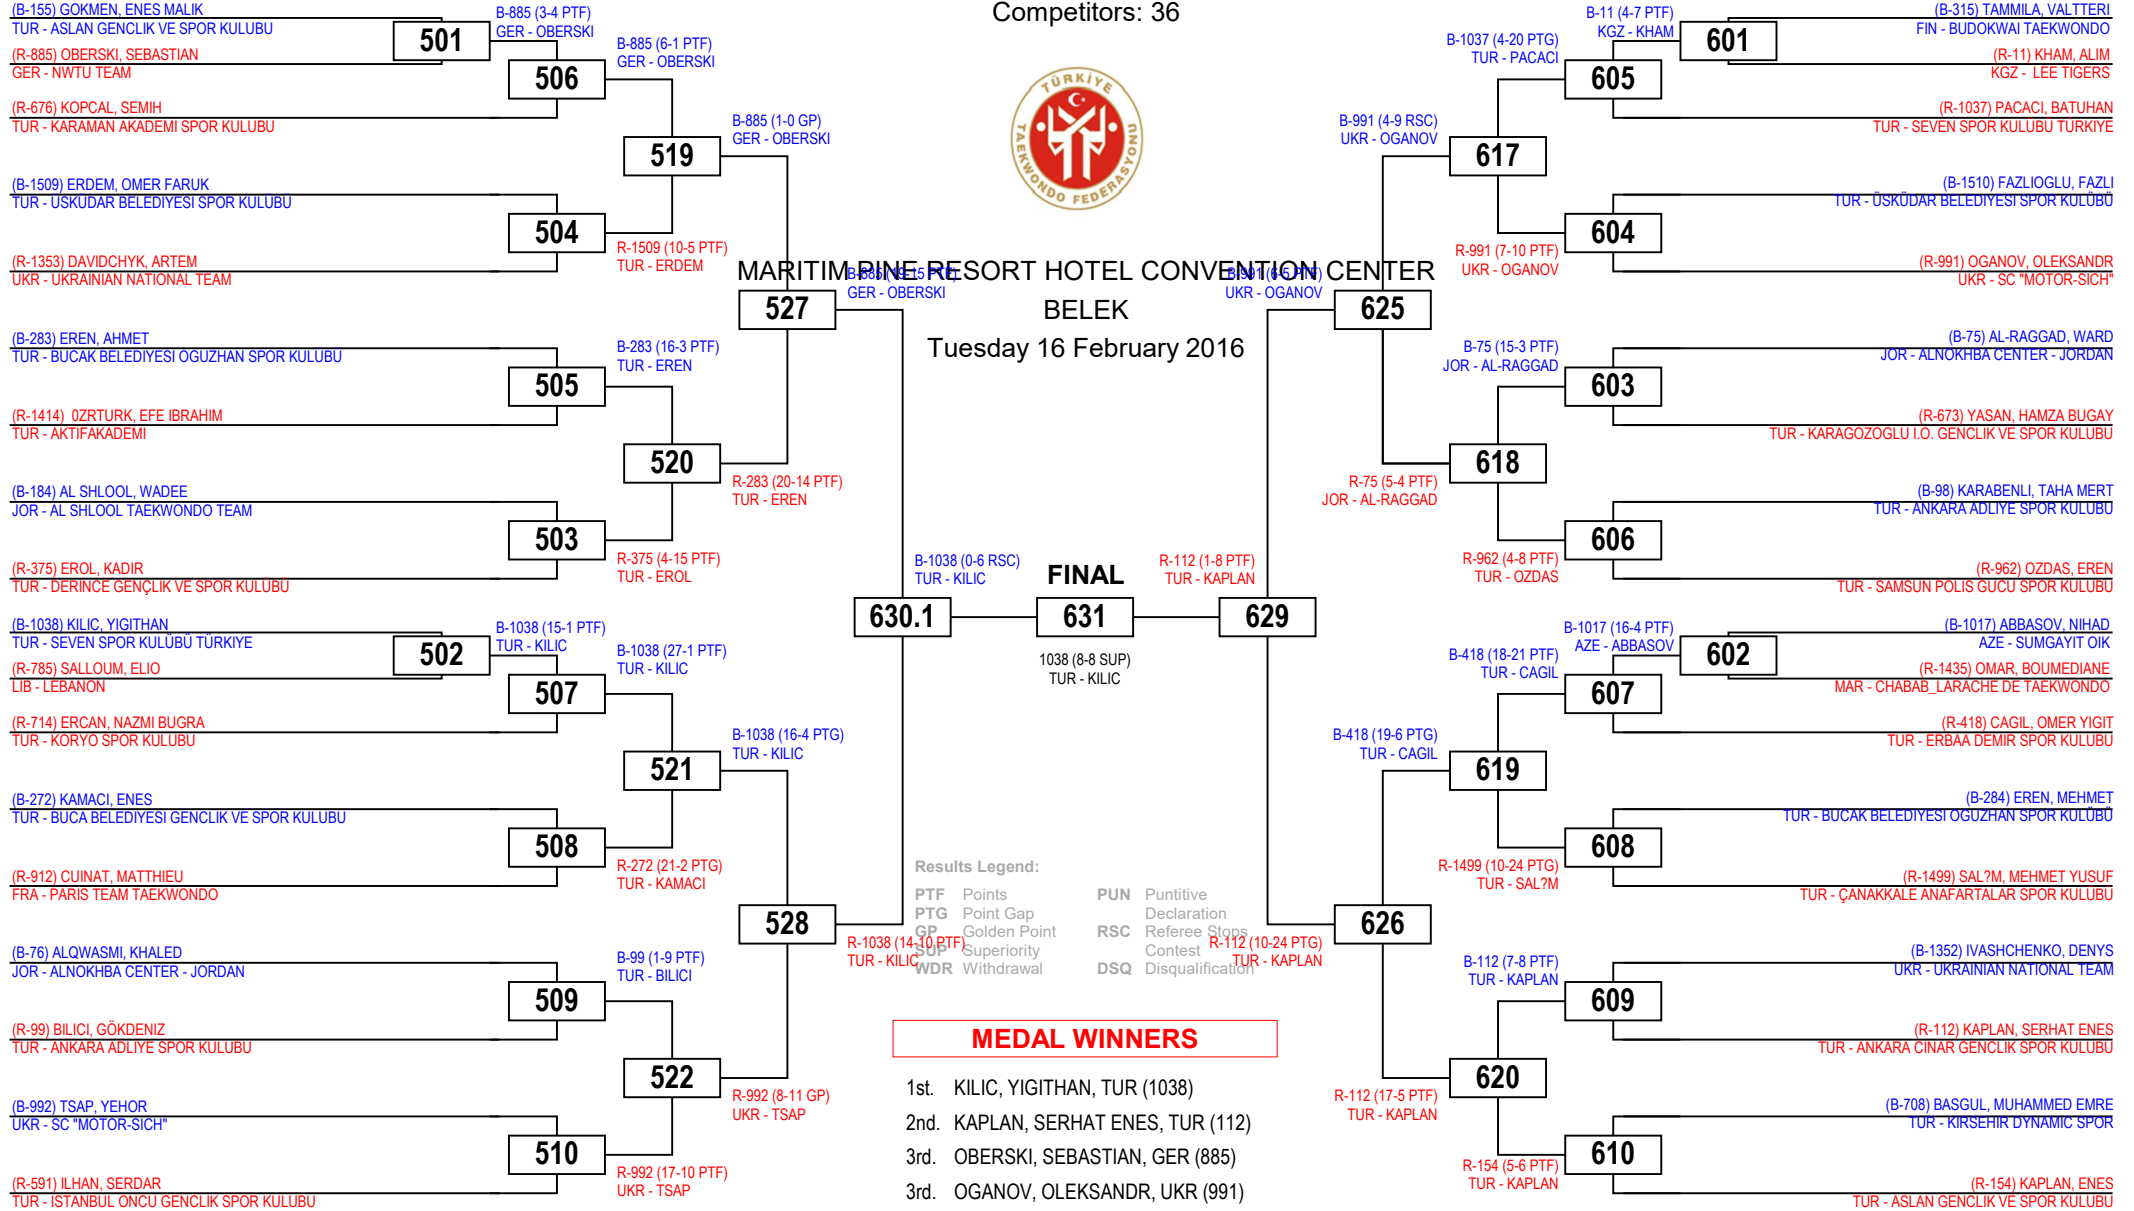 Competitors: 36
TÜRKİYE
TAEKWONDO FEDERASYONU
MARITIM PINE RESORT HOTEL CONVENTION CENTER
BELEK
Tuesday 16 February 2016
(B-155) GOKMEN, ENES MALIK
TUR - ASLAN GENCLIK VE SPOR KULUBU
(R-885) OBERSKI, SEBASTIAN
GER - NWTU TEAM
501
B-885 (3-4 PTF)
GER - OBERSKI
(R-676) KOPCAL, SEMIH
TUR - KARAMAN AKADEMI SPOR KULUBU
506
B-885 (6-1 PTF)
GER - OBERSKI
(B-1509) ERDEM, OMER FARUK
TUR - USKUDAR BELEDIYESI SPOR KULUBU
(R-1353) DAVIDCHYK, ARTEM
UKR - UKRAINIAN NATIONAL TEAM
504
R-1509 (10-5 PTF)
TUR - ERDEM
519
B-885 (1-0 GP)
GER - OBERSKI
(B-283) EREN, AHMET
TUR - BUCAK BELEDIYESI OGUZHAN SPOR KULUBU
(R-1414) 0ZRTURK, EFE IBRAHIM
TUR - AKTIFAKADEMI
505
B-283 (16-3 PTF)
TUR - EREN
(B-184) AL SHLOOL, WADEE
JOR - AL SHLOOL TAEKWONDO TEAM
(R-375) EROL, KADIR
TUR - DERINCE GENÇLIK VE SPOR KULÜBÜ
503
R-375 (4-15 PTF)
TUR - EROL
520
R-283 (20-14 PTF)
TUR - EREN
527
B-885 (19-15 PTF)
GER - OBERSKI
(B-1038) KILIC, YIGITHAN
TUR - SEVEN SPOR KULÜBÜ TÜRKIYE
(R-785) SALLOUM, ELIO
LIB - LEBANON
502
B-1038 (15-1 PTF)
TUR - KILIC
(R-714) ERCAN, NAZMI BUGRA
TUR - KORYO SPOR KULUBU
507
B-1038 (27-1 PTF)
TUR - KILIC
(B-272) KAMACI, ENES
TUR - BUCA BELEDIYESI GENCLIK VE SPOR KULUBU
(R-912) CUINAT, MATTHIEU
FRA - PARIS TEAM TAEKWONDO
508
R-272 (21-2 PTG)
TUR - KAMACI
521
B-1038 (16-4 PTG)
TUR - KILIC
(B-76) ALQWASMI, KHALED
JOR - ALNOKHBA CENTER - JORDAN
(R-99) BILICI, GÖKDENIZ
TUR - ANKARA ADLIYE SPOR KULUBU
509
B-99 (1-9 PTF)
TUR - BILICI
(B-992) TSAP, YEHOR
UKR - SC "MOTOR-SICH"
(R-591) ILHAN, SERDAR
TUR - ISTANBUL ONCU GENCLIK SPOR KULUBU
510
R-992 (17-10 PTF)
UKR - TSAP
522
R-992 (8-11 GP)
UKR - TSAP
528
R-1038 (14-10 PTF)
TUR - KILIC
630.1
B-1038 (0-6 RSC)
TUR - KILIC
FINAL
631
1038 (8-8 SUP)
TUR - KILIC
R-112 (1-8 PTF)
TUR - KAPLAN
629
(B-315) TAMMILA, VALTTERI
FIN - BUDOKWAI TAEKWONDO
(R-11) KHAM, ALIM
KGZ - LEE TIGERS
601
B-11 (4-7 PTF)
KGZ - KHAM
(R-1037) PACACI, BATUHAN
TUR - SEVEN SPOR KULUBU TURKIYE
605
B-1037 (4-20 PTG)
TUR - PACACI
(B-1510) FAZLIOGLU, FAZLI
TUR - ÜSKÜDAR BELEDIYESI SPOR KULÜBÜ
(R-991) OGANOV, OLEKSANDR
UKR - SC "MOTOR-SICH"
604
R-991 (7-10 PTF)
UKR - OGANOV
617
B-991 (4-9 RSC)
UKR - OGANOV
(B-75) AL-RAGGAD, WARD
JOR - ALNOKHBA CENTER - JORDAN
(R-673) YASAN, HAMZA BUGAY
TUR - KARAGOZOGLU I.O. GENCLIK VE SPOR KULUBU
603
B-75 (15-3 PTF)
JOR - AL-RAGGAD
(B-98) KARABENLI, TAHA MERT
TUR - ANKARA ADLIYE SPOR KULUBU
(R-962) OZDAS, EREN
TUR - SAMSUN POLIS GUCU SPOR KULUBU
606
R-962 (4-8 PTF)
TUR - OZDAS
618
R-75 (5-4 PTF)
JOR - AL-RAGGAD
625
B-991 (6-5 PTF)
UKR - OGANOV
(B-1017) ABBASOV, NIHAD
AZE - SUMGAYIT OIK
(R-1435) OMAR, BOUMEDIANE
MAR - CHABAB_LARACHE DE TAEKWONDO
602
B-1017 (16-4 PTF)
AZE - ABBASOV
(R-418) CAGIL, OMER YIGIT
TUR - ERBAA DEMIR SPOR KULUBU
607
B-418 (18-21 PTF)
TUR - CAGIL
(B-284) EREN, MEHMET
TUR - BUCAK BELEDIYESI OGUZHAN SPOR KULÜBÜ
(R-1499) SAL?M, MEHMET YUSUF
TUR - ÇANAKKALE ANAFARTALAR SPOR KULUBU
608
R-1499 (10-24 PTG)
TUR - SAL?M
619
B-418 (19-6 PTG)
TUR - CAGIL
(B-1352) IVASHCHENKO, DENYS
UKR - UKRAINIAN NATIONAL TEAM
(R-112) KAPLAN, SERHAT ENES
TUR - ANKARA CINAR GENCLIK SPOR KULUBU
609
B-112 (7-8 PTF)
TUR - KAPLAN
(B-708) BASGUL, MUHAMMED EMRE
TUR - KIRSEHIR DYNAMIC SPOR
(R-154) KAPLAN, ENES
TUR - ASLAN GENCLIK VE SPOR KULUBU
610
R-154 (5-6 PTF)
TUR - KAPLAN
620
R-112 (17-5 PTF)
TUR - KAPLAN
626
R-112 (10-24 PTG)
TUR - KAPLAN
Results Legend:
PTF Points
PTG Point Gap
GP Golden Point
SUP Superiority
WDR Withdrawal
PUN Puntitive
Declaration
RSC Referee Stops
Contest
DSQ Disqualification
MEDAL WINNERS
1st. KILIC, YIGITHAN, TUR (1038)
2nd. KAPLAN, SERHAT ENES, TUR (112)
3rd. OBERSKI, SEBASTIAN, GER (885)
3rd. OGANOV, OLEKSANDR, UKR (991)